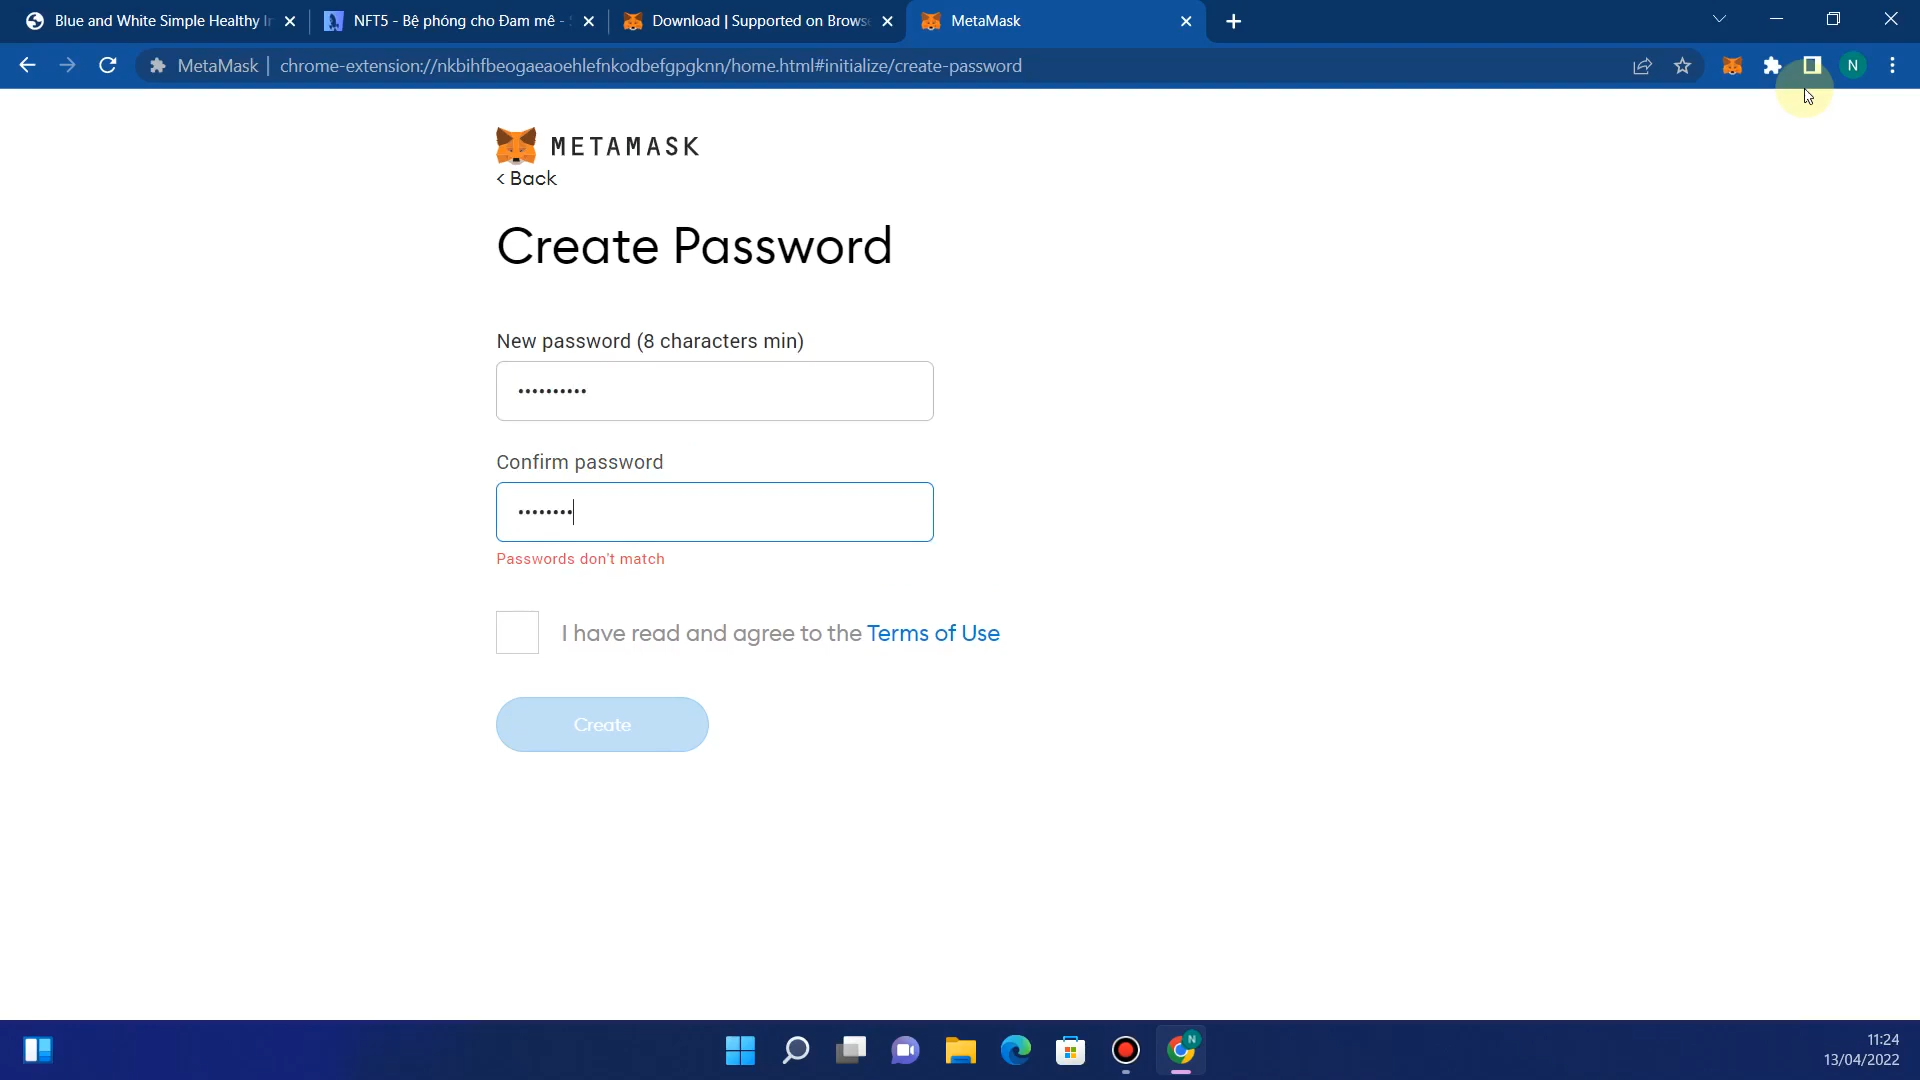 Blue and White Simple Healthy
NFT5 - Bệ phóng cho Đam mê -
Download | Supported on Browse
MetaMask
MetaMask | chrome-extension://nkbihfbeogaeaoehlefnkodbefgpgknn/home.html#initialize/create-password
N
METAMASK
< Back
Create Password
New password (8 characters min)
••••••••••
Confirm password
••••••••
Passwords don't match
I have read and agree to the Terms of Use
Create
N
11:24
13/04/2022